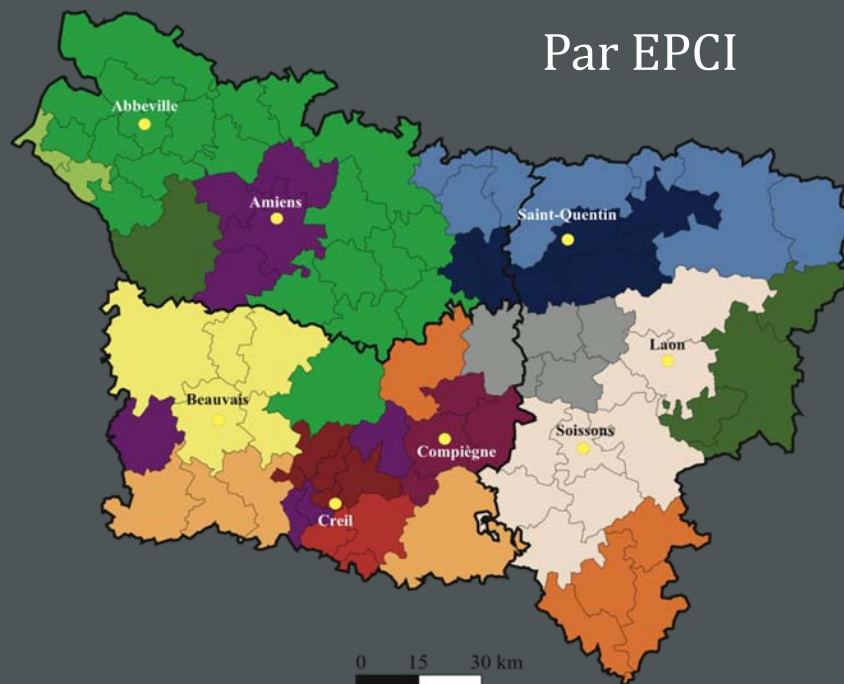 Par EPCI
Abbeville
Amiens
Saint-Quentin
Laon
Beauvais
Soissons
Compiègne
Creil
0 15 30 km